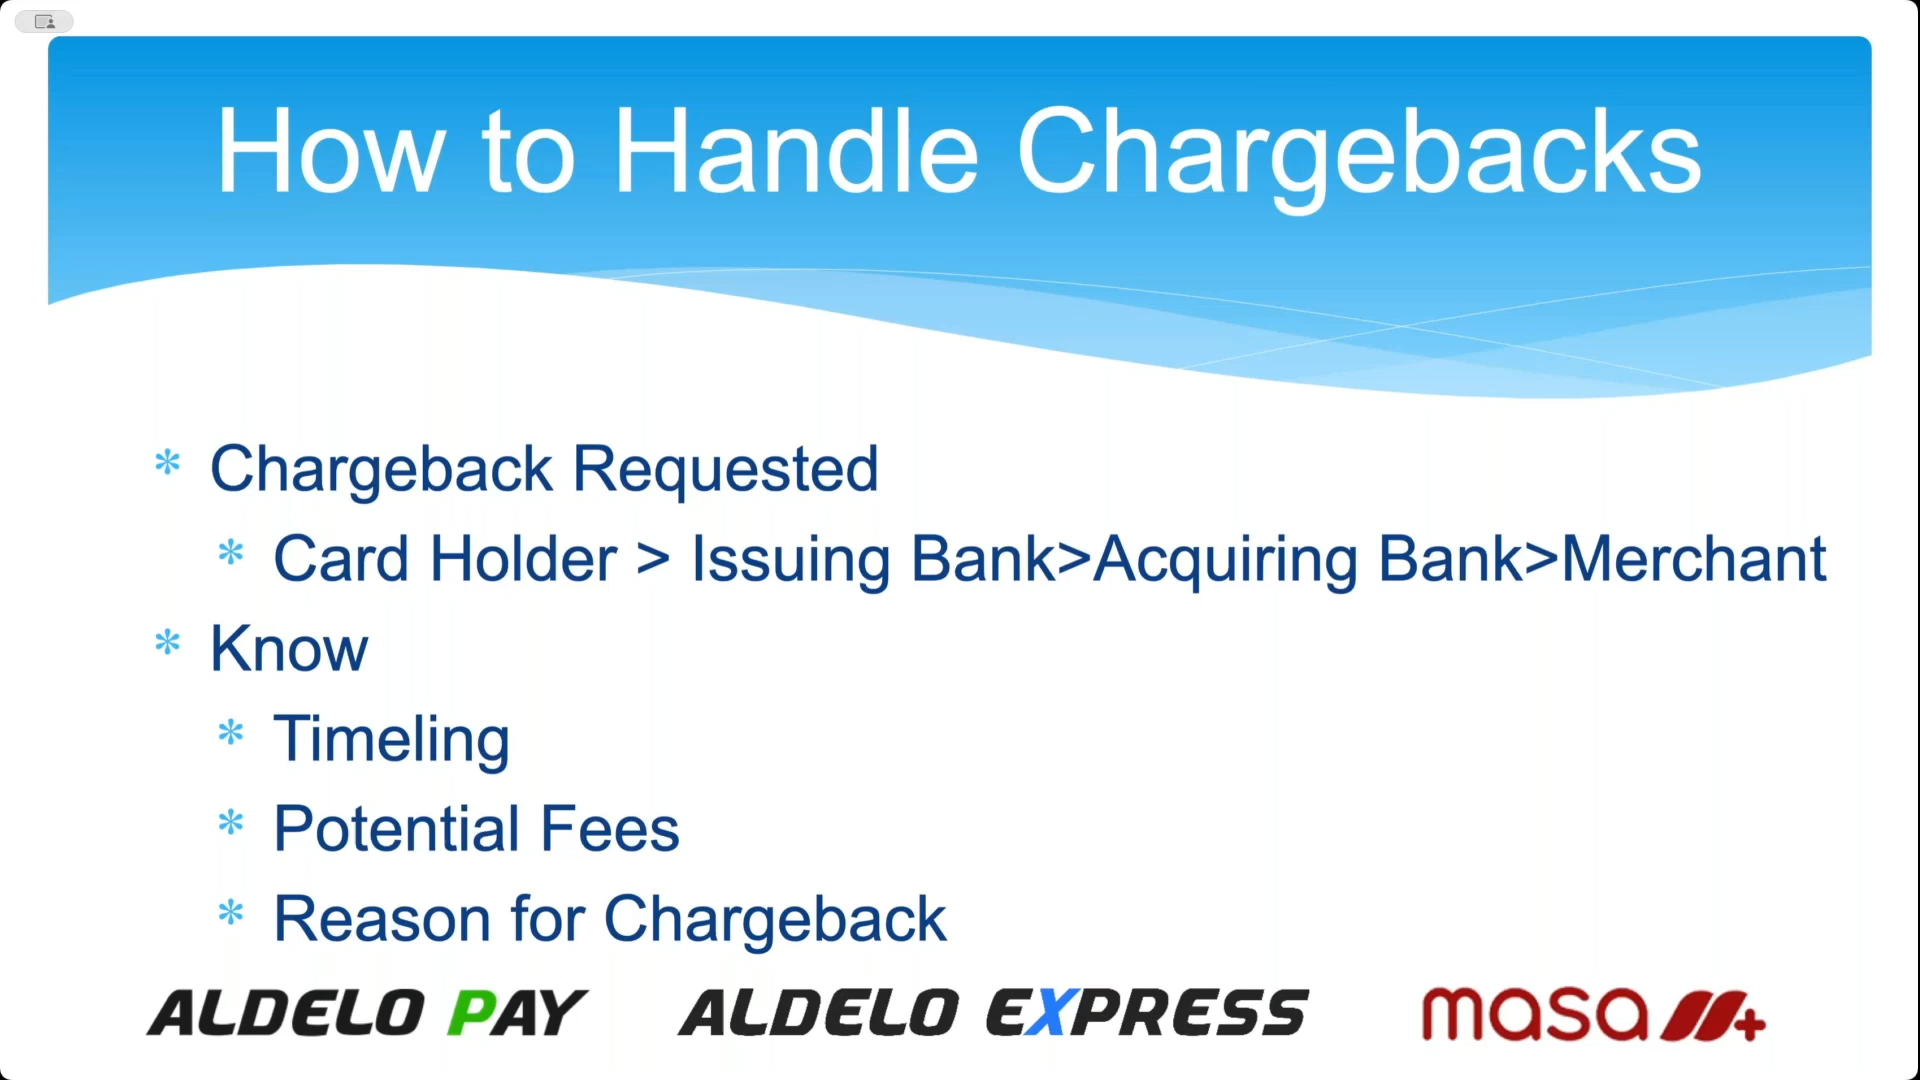 How to Handle Chargebacks
* Chargeback Requested
* Card Holder > Issuing Bank>Acquiring Bank>Merchant
* Know
* Timeling
* Potential Fees
* Reason for Chargeback
ALDELO PAY ALDELO EXPRESS masa